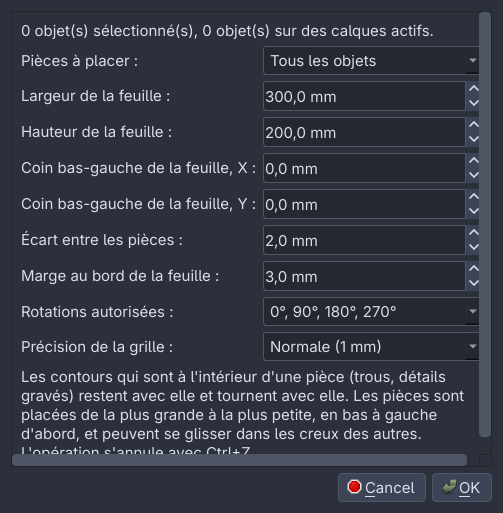 0 objet(s) sélectionné(s), 0 objet(s) sur des calques actifs.
Pièces à placer : Tous les objets
Largeur de la feuille : 300,0 mm
Hauteur de la feuille : 200,0 mm
Coin bas-gauche de la feuille, X : 0,0 mm
Coin bas-gauche de la feuille, Y : 0,0 mm
Écart entre les pièces : 2,0 mm
Marge au bord de la feuille : 3,0 mm
Rotations autorisées : 0°, 90°, 180°, 270°
Précision de la grille : Normale (1 mm)
Les contours qui sont à l'intérieur d'une pièce (trous, détails
gravés) restent avec elle et tournent avec elle. Les pièces sont
placées de la plus grande à la plus petite, en bas à gauche
d'abord, et peuvent se glisser dans les creux des autres.
L'opération s'annule avec Ctrl+Z
Cancel OK